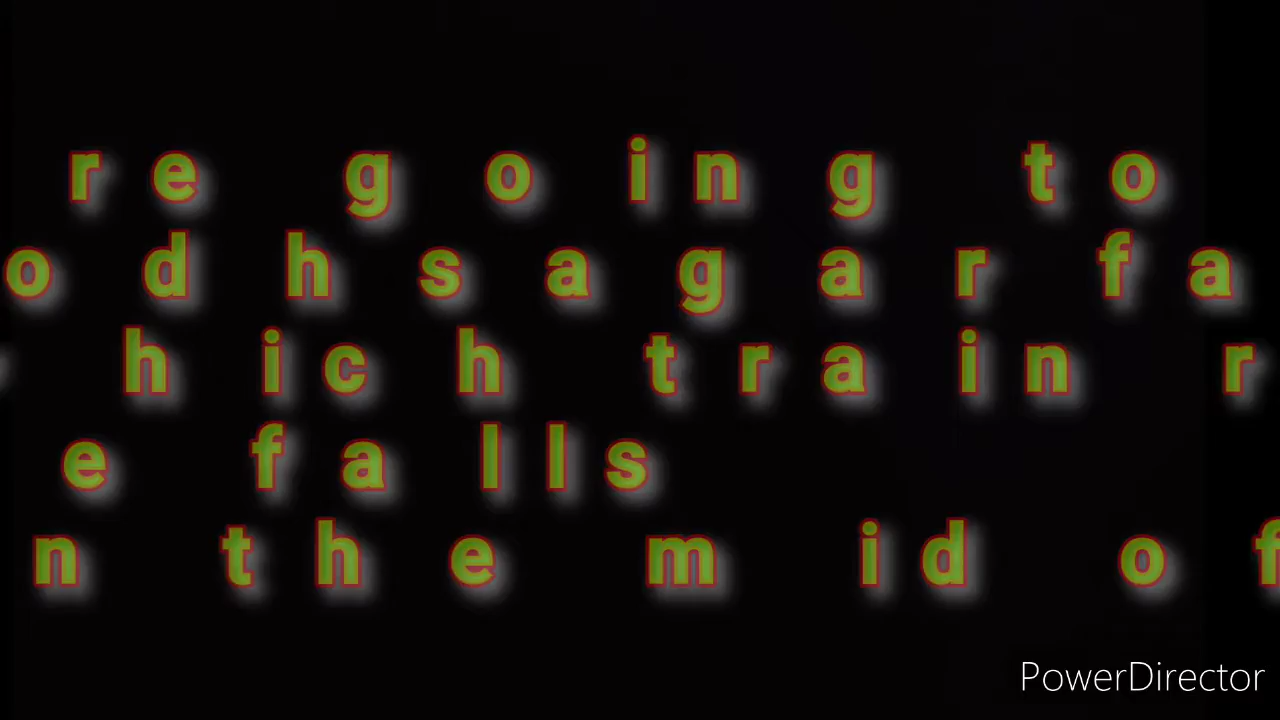 re going to
odhsagar fa
hich train r
e falls
n the mid of
PowerDirector